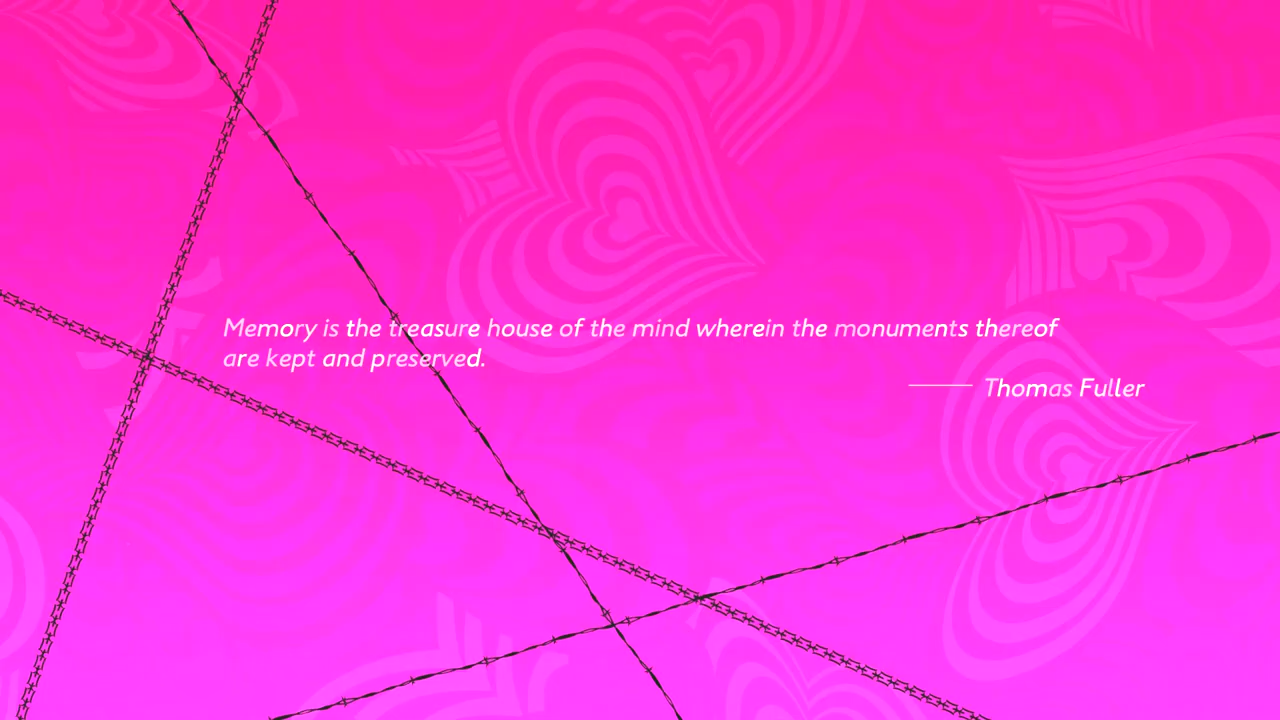 Memory is the treasure house of the mind wherein the monuments thereof
are kept and preserved.
—— Thomas Fuller